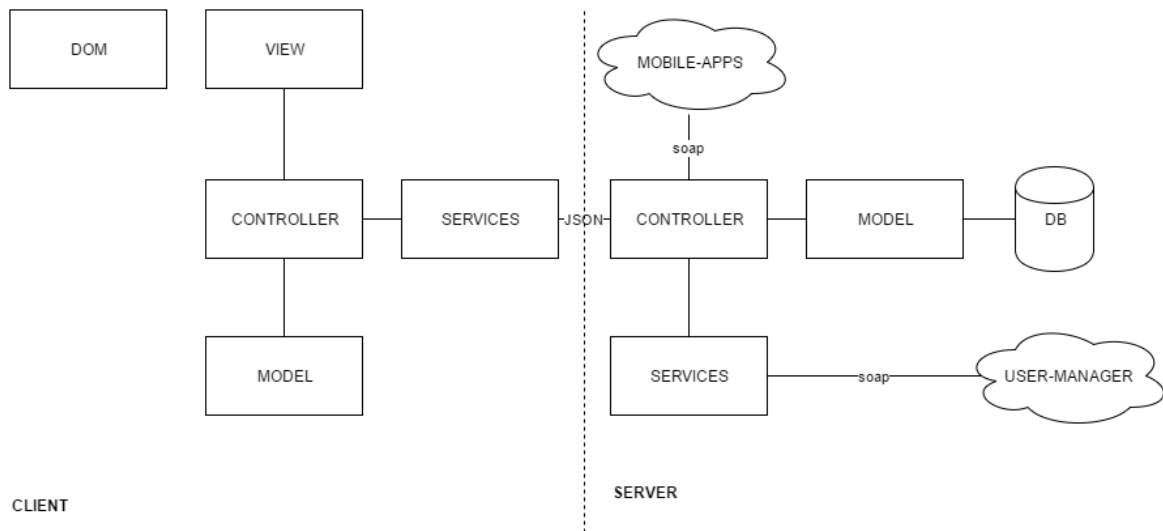 DOM
VIEW
MOBILE-APPS
soap
CONTROLLER
SERVICES
JSON
CONTROLLER
MODEL
DB
MODEL
SERVICES
soap
USER-MANAGER
CLIENT
SERVER